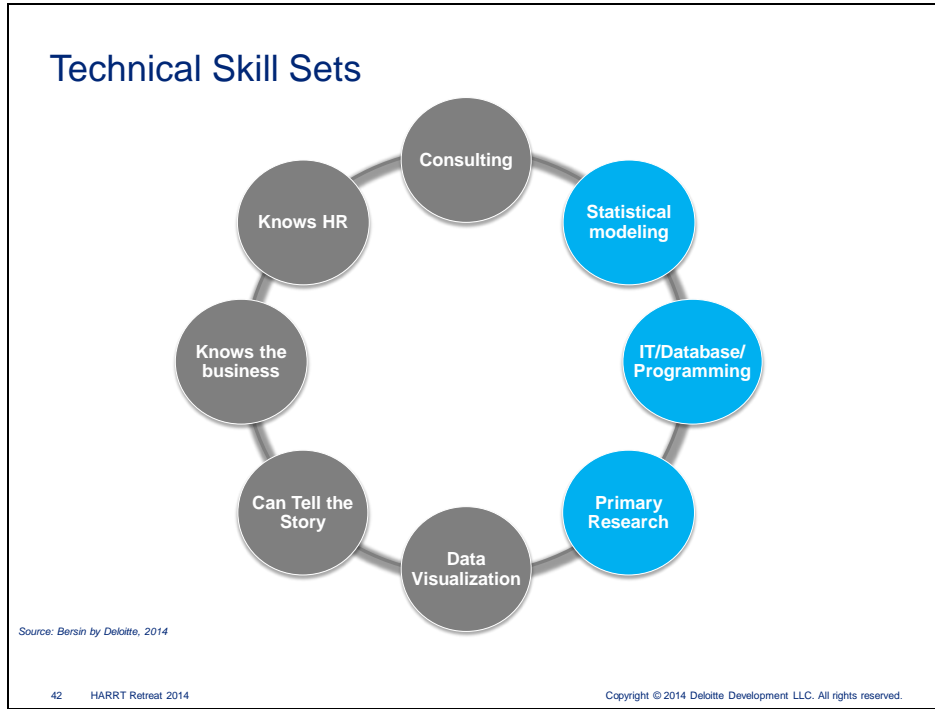 Technical Skill Sets
Consulting
Statistical
modeling
IT/Database/
Programming
Primary
Research
Data
Visualization
Can Tell the
Story
Knows the
business
Knows HR
Source: Bersin by Deloitte, 2014
42 HARRT Retreat 2014
Copyright © 2014 Deloitte Development LLC. All rights reserved.